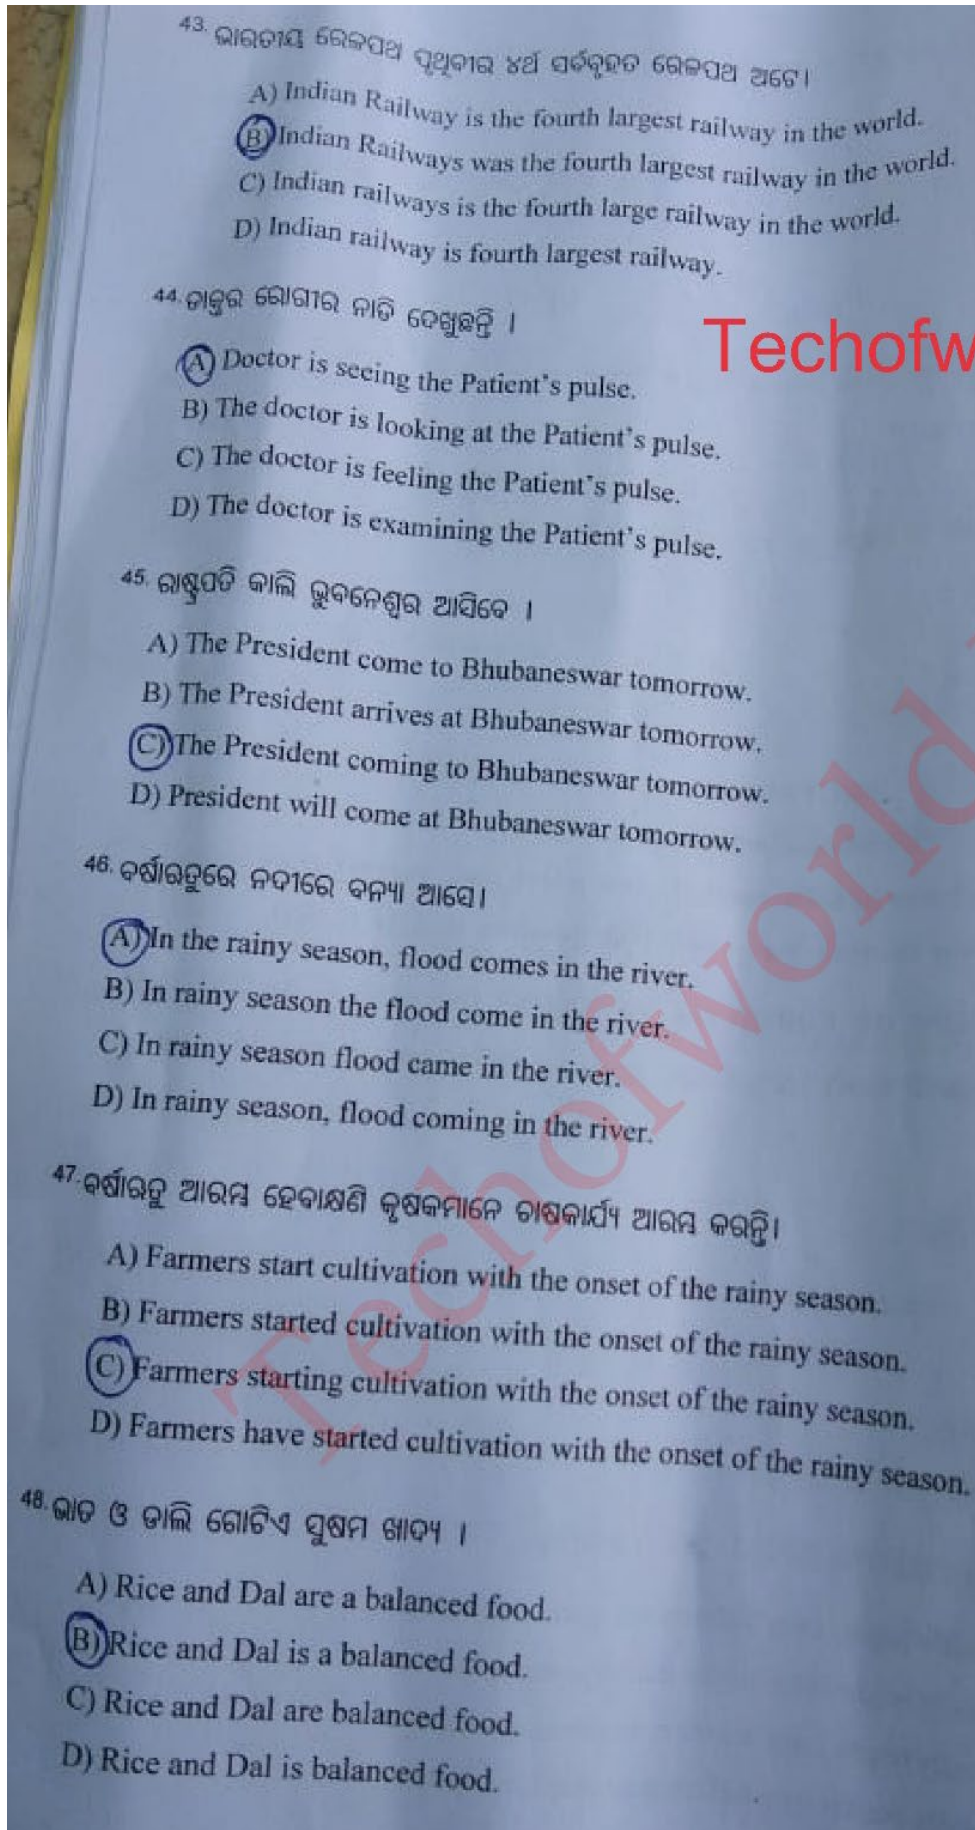 43. ଭାରତୀୟ ରେଳପଥ ପୃଥିବୀର ୪ର୍ଥ ସର୍ବବୃହତ ରେଳପଥ ଅଟେ।
A) Indian Railway is the fourth largest railway in the world.
B) Indian Railways was the fourth largest railway in the world.
C) Indian railways is the fourth large railway in the world.
D) Indian railway is fourth largest railway.
44. ଡାକ୍ତର ରୋଗୀର ନାଡି ଦେଖୁଛନ୍ତି ।
Techofw
A) Doctor is seeing the Patient's pulse.
B) The doctor is looking at the Patient's pulse.
C) The doctor is feeling the Patient's pulse.
D) The doctor is examining the Patient's pulse.
45. ରାଷ୍ଟ୍ରପତି କାଲି ଭୁବନେଶ୍ୱର ଆସିବେ ।
A) The President come to Bhubaneswar tomorrow.
B) The President arrives at Bhubaneswar tomorrow.
C) The President coming to Bhubaneswar tomorrow.
D) President will come at Bhubaneswar tomorrow.
46. ବର୍ଷାଋତୁରେ ନଦୀରେ ବନ୍ୟା ଆସେ।
A) In the rainy season, flood comes in the river.
B) In rainy season the flood come in the river.
C) In rainy season flood came in the river.
D) In rainy season, flood coming in the river.
47. ବର୍ଷାଋତୁ ଆରମ୍ଭ ହେବାକ୍ଷଣି କୃଷକମାନେ ଚାଷକାର୍ଯ୍ୟ ଆରମ୍ଭ କରନ୍ତି।
A) Farmers start cultivation with the onset of the rainy season.
B) Farmers started cultivation with the onset of the rainy season.
C) Farmers starting cultivation with the onset of the rainy season.
D) Farmers have started cultivation with the onset of the rainy season.
48. ଭାତ ଓ ଡାଲି ଗୋଟିଏ ସୁଷମ ଖାଦ୍ୟ ।
A) Rice and Dal are a balanced food.
B) Rice and Dal is a balanced food.
C) Rice and Dal are balanced food.
D) Rice and Dal is balanced food.
Techofworld